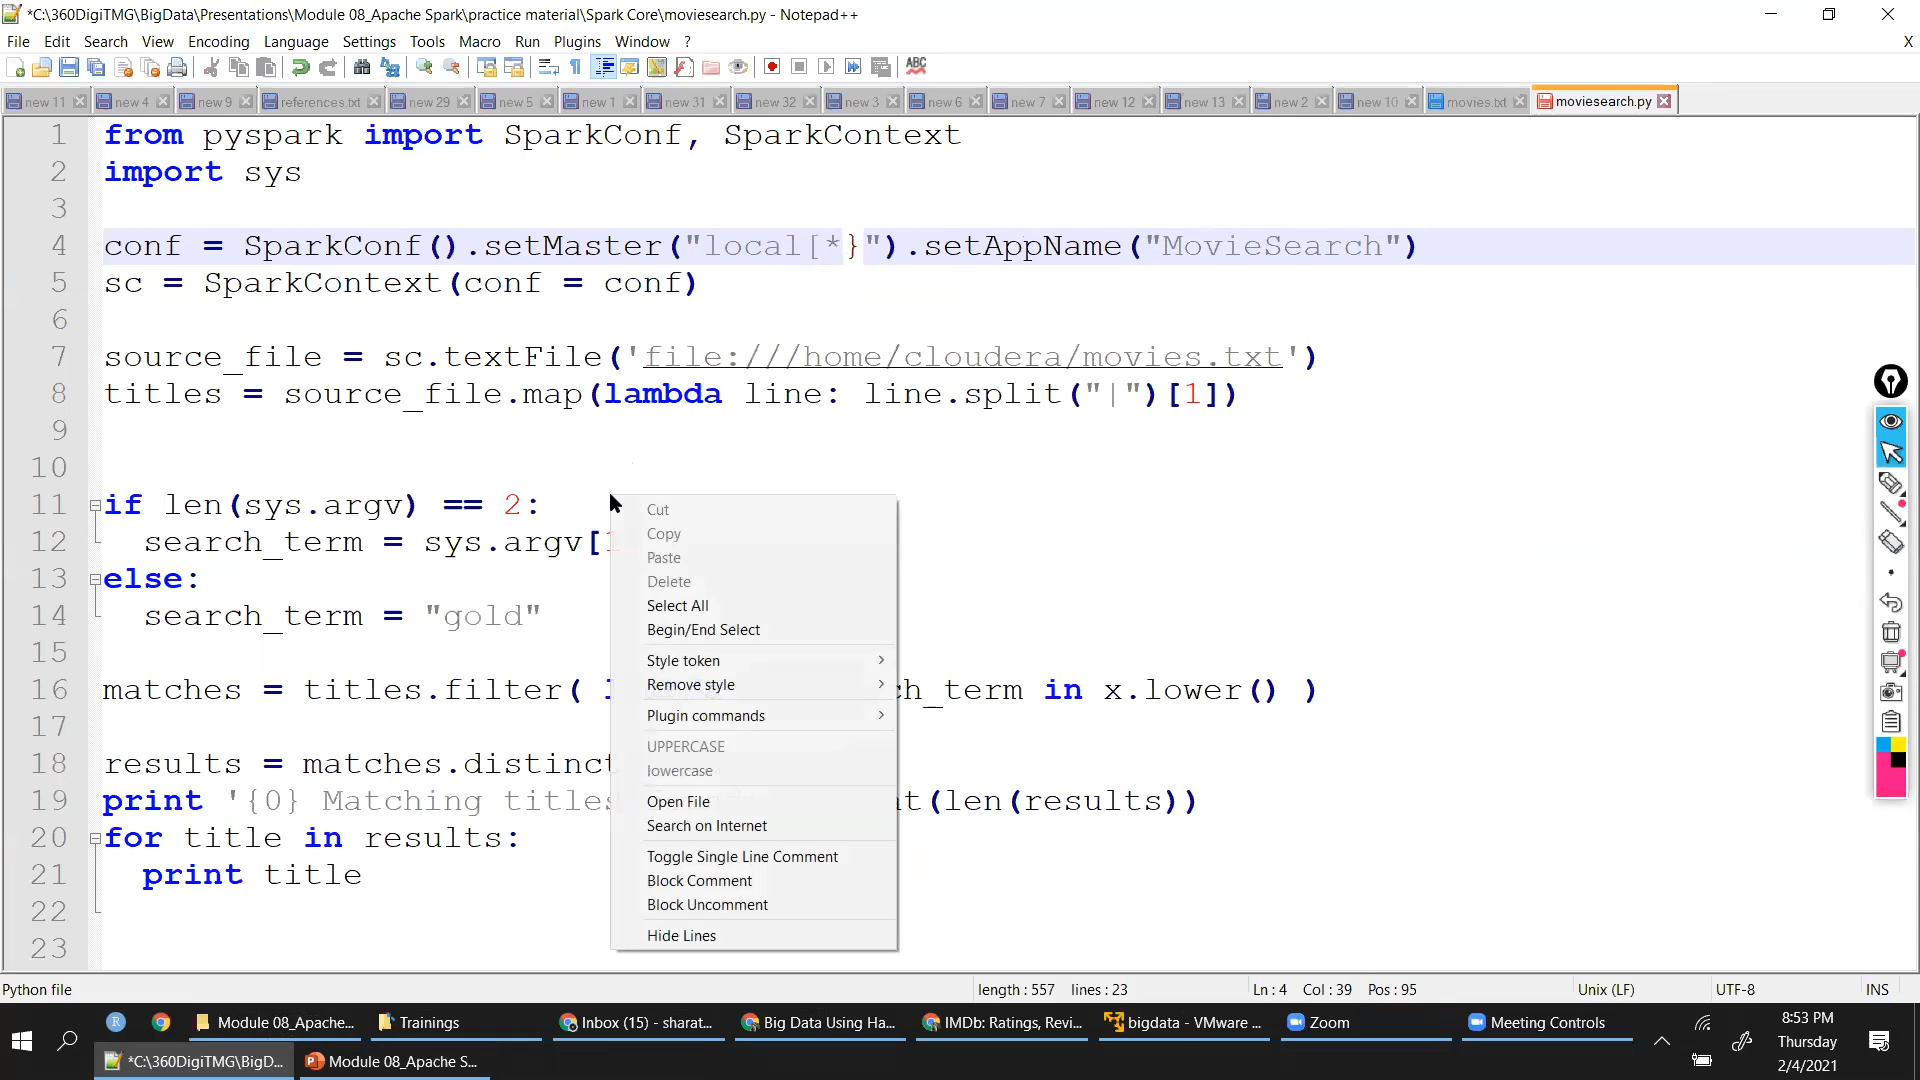 *C:\360DigiTMG\BigData\Presentations\Module 08_Apache Spark\practice material\Spark Core\moviesearch.py - Notepad++
File Edit Search View Encoding Language Settings Tools Macro Run Plugins Window ? X
ABC
new 11 new 4 new 9 references.txt new 29 new 5 new 1 new 31 new 32 new 3 new 6 new 7 new 12 new 13 new 2 new 10 movies.txt moviesearch.py
1 from pyspark import SparkConf, SparkContext
2 import sys
3
4 conf = SparkConf().setMaster("local[*}").setAppName("MovieSearch")
5 sc = SparkContext(conf = conf)
6
7 source_file = sc.textFile('file:///home/cloudera/movies.txt')
8 titles = source_file.map(lambda line: line.split("|")[1])
9
10
11 if len(sys.argv) == 2:
12 search_term = sys.argv[1
13 else:
14 search_term = "gold"
15
16 matches = titles.filter( h_term in x.lower() )
17
18 results = matches.distinct
19 print '{0} Matching titles t(len(results))
20 for title in results:
21 print title
22
23
Cut
Copy
Paste
Delete
Select All
Begin/End Select
Style token
Remove style
Plugin commands
UPPERCASE
lowercase
Open File
Search on Internet
Toggle Single Line Comment
Block Comment
Block Uncomment
Hide Lines
Python file length : 557 lines : 23 Ln : 4 Col : 39 Pos : 95 Unix (LF) UTF-8 INS
R Module 08_Apache... Trainings Inbox (15) - sharat... Big Data Using Ha... IMDb: Ratings, Revi... bigdata - VMware ... Zoom Meeting Controls
*C:\360DigiTMG\BigD... Module 08_Apache S...
8:53 PM
Thursday
2/4/2021